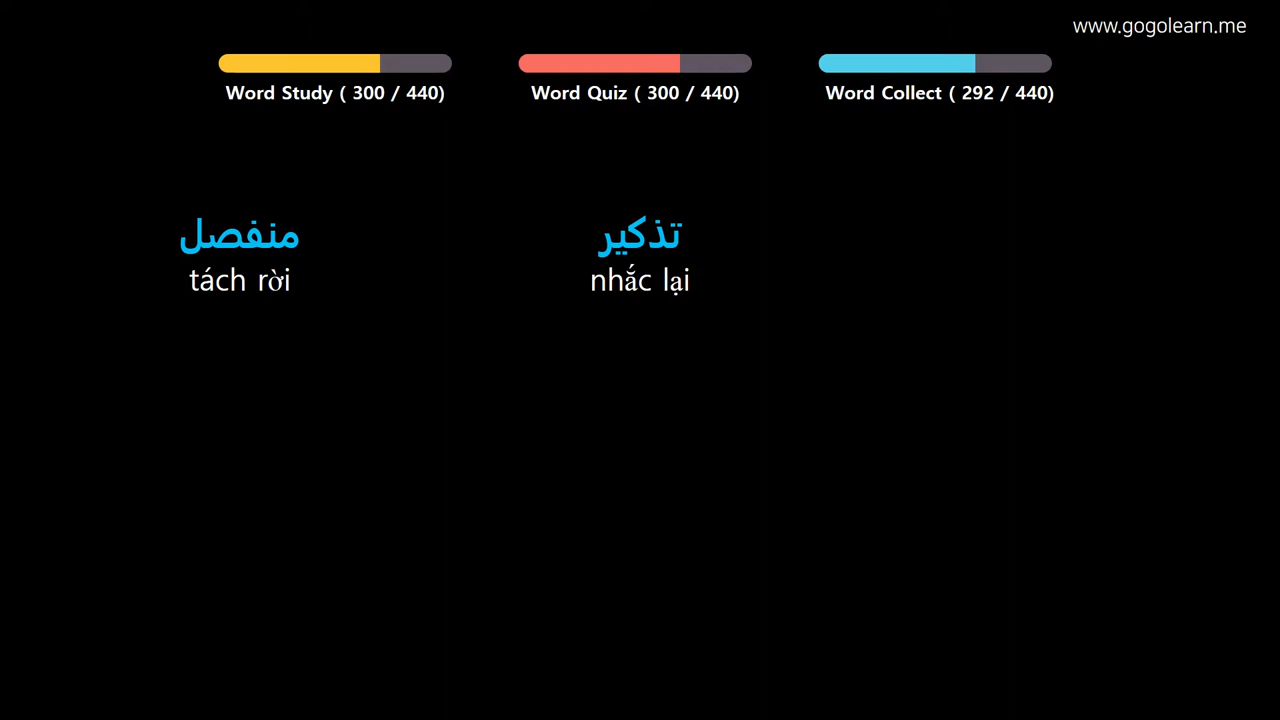 www.gogolearn.me
Word Study ( 300 / 440)
Word Quiz ( 300 / 440)
Word Collect ( 292 / 440)
منفصل
tách rời
تذكير
nhắc lại